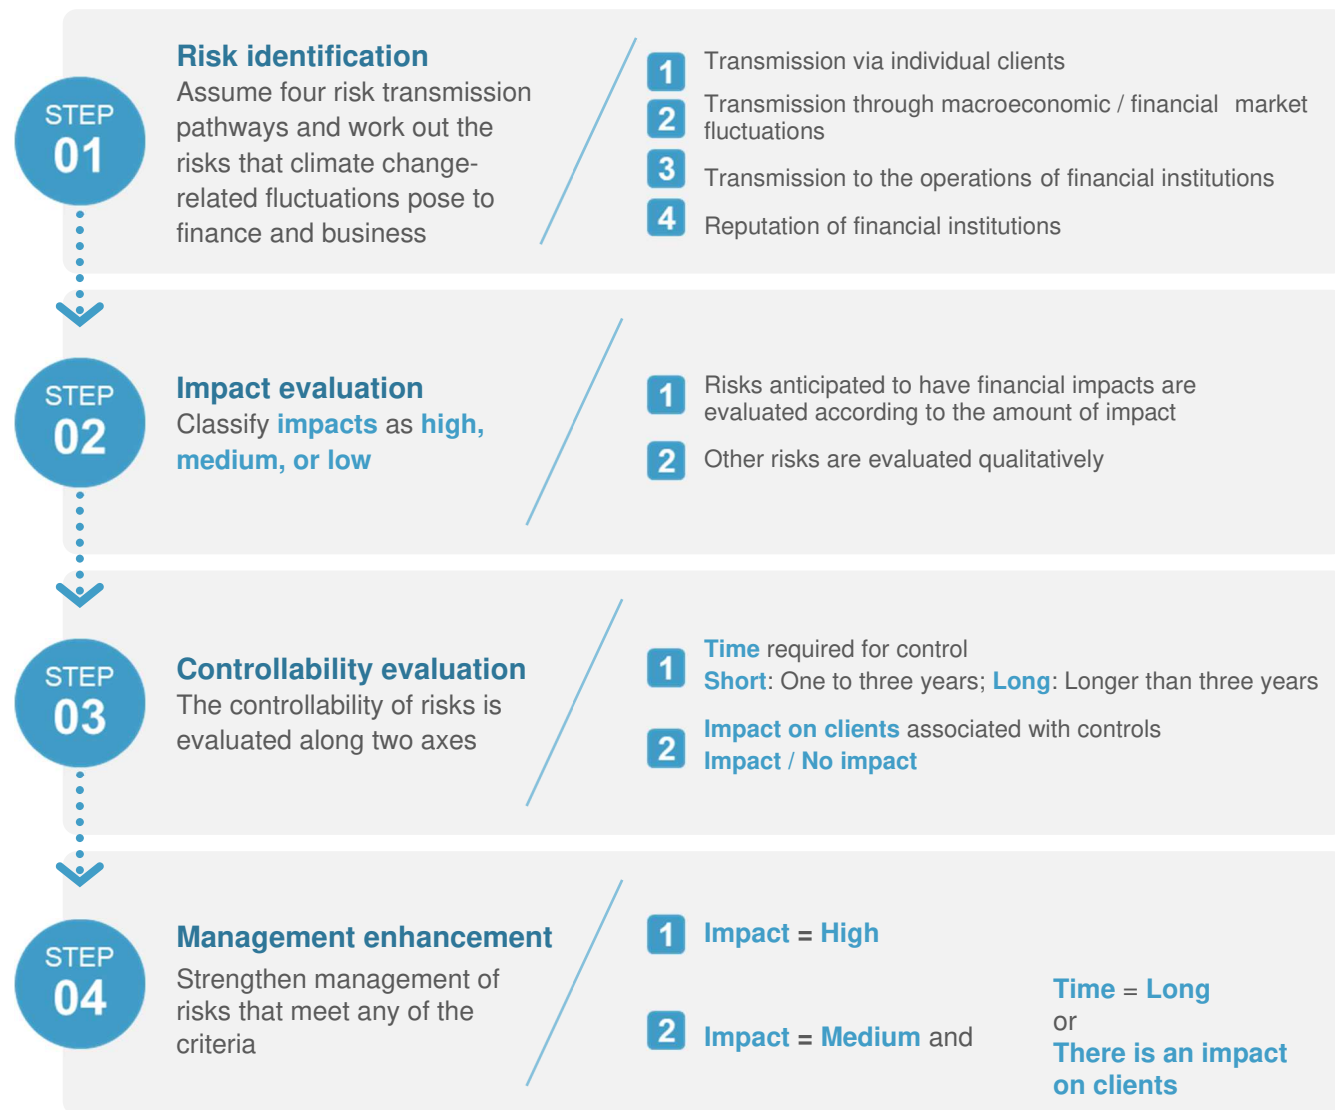 STEP
01
Risk identification
Assume four risk transmission
pathways and work out the
risks that climate change-
related fluctuations pose to
finance and business
1 Transmission via individual clients
2 Transmission through macroeconomic / financial market
fluctuations
3 Transmission to the operations of financial institutions
4 Reputation of financial institutions
STEP
02
Impact evaluation
Classify impacts as high,
medium, or low
1 Risks anticipated to have financial impacts are
evaluated according to the amount of impact
2 Other risks are evaluated qualitatively
STEP
03
Controllability evaluation
The controllability of risks is
evaluated along two axes
1 Time required for control
Short: One to three years; Long: Longer than three years
2 Impact on clients associated with controls
Impact / No impact
STEP
04
Management enhancement
Strengthen management of
risks that meet any of the
criteria
1 Impact = High
2 Impact = Medium and
Time = Long
or
There is an impact
on clients